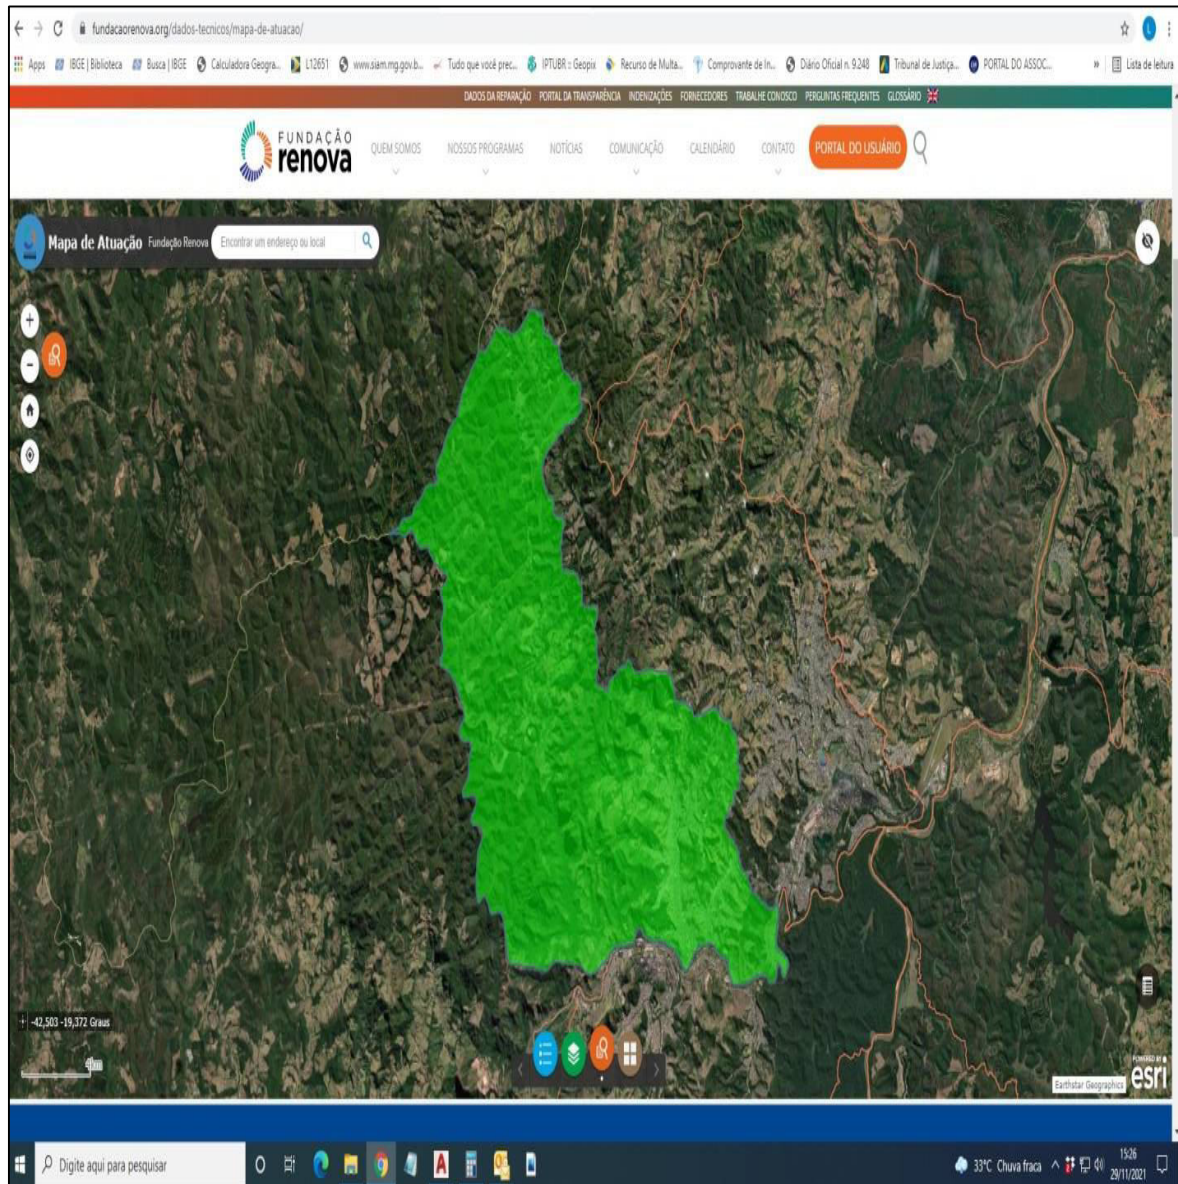 fundacaorenova.org/dados-tecnicos/mapa-de-atuacao/
L
Apps IBGE | Biblioteca Busca | IBGE Calculadora Geogra... L12651 www.siam.mg.gov.b... Tudo que você prec... IPTUBR :: Geopix Recurso de Multa... Comprovante de In... Diário Oficial n. 9.248 Tribunal de Justiça... PORTAL DO ASSOC... » Lista de leitura
DADOS DA REPARAÇÃO PORTAL DA TRANSPARÊNCIA INDENIZAÇÕES FORNECEDORES TRABALHE CONOSCO PERGUNTAS FREQUENTES GLOSSÁRIO
FUNDAÇÃO
renova
QUEM SOMOS NOSSOS PROGRAMAS NOTÍCIAS COMUNICAÇÃO CALENDÁRIO CONTATO PORTAL DO USUÁRIO
Mapa de Atuação Fundação Renova Encontrar um endereço ou local
+
-
-42,503 -19,372 Graus
4km
Earthstar Geographics
POWERED BY
esri
Digite aqui para pesquisar
33°C Chuva fraca
15:26
29/11/2021